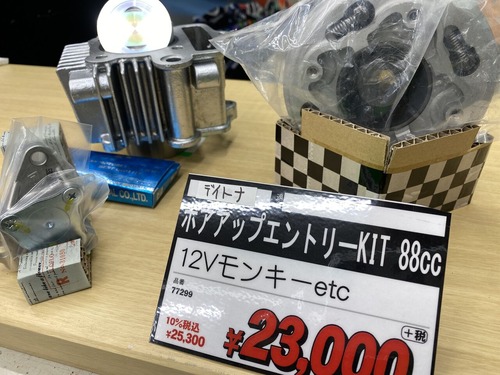 デイトナ
ボアアップエントリーKIT 88cc
12Vモンキーetc
品番
77299
10%税込
¥25,300
¥23,000
+税
CO.,LTD.